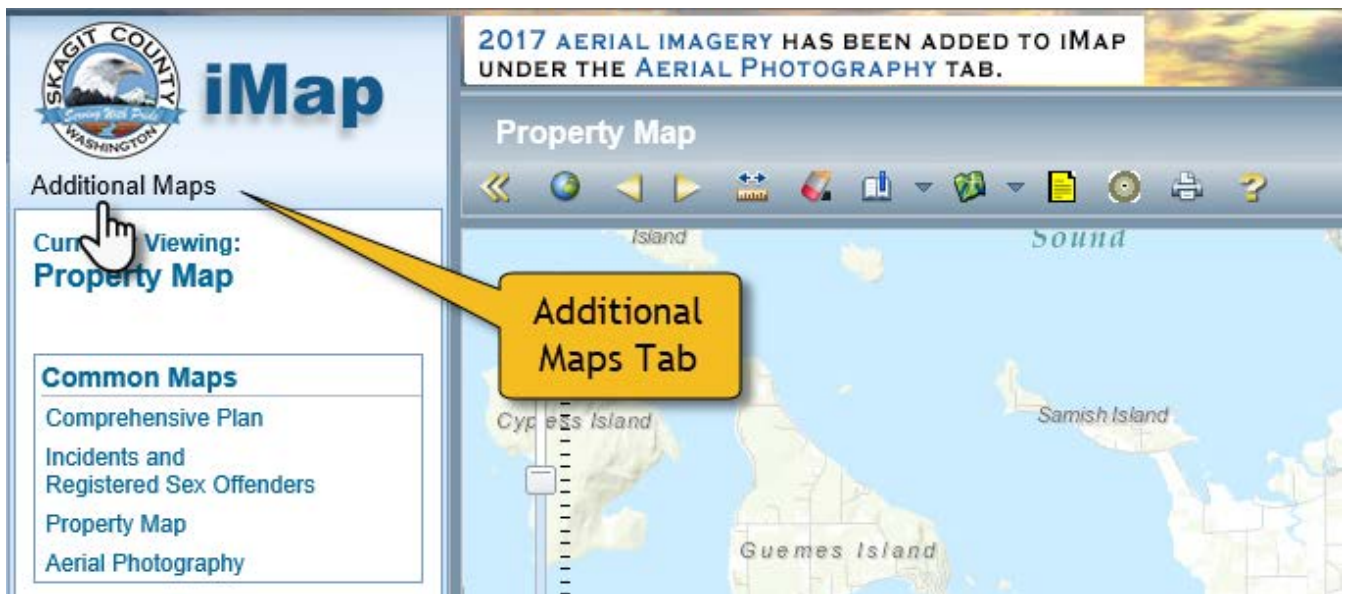 SKAGIT COUNTY
Serving With Pride
WASHINGTON
iMap
2017 AERIAL IMAGERY HAS BEEN ADDED TO IMAP
UNDER THE AERIAL PHOTOGRAPHY TAB.
Property Map
Additional Maps
Viewing:
Property Map
Common Maps
Comprehensive Plan
Incidents and
Registered Sex Offenders
Property Map
Aerial Photography
Additional
Maps Tab
Island
Sound
Cypress Island
Samish Island
Guemes Island